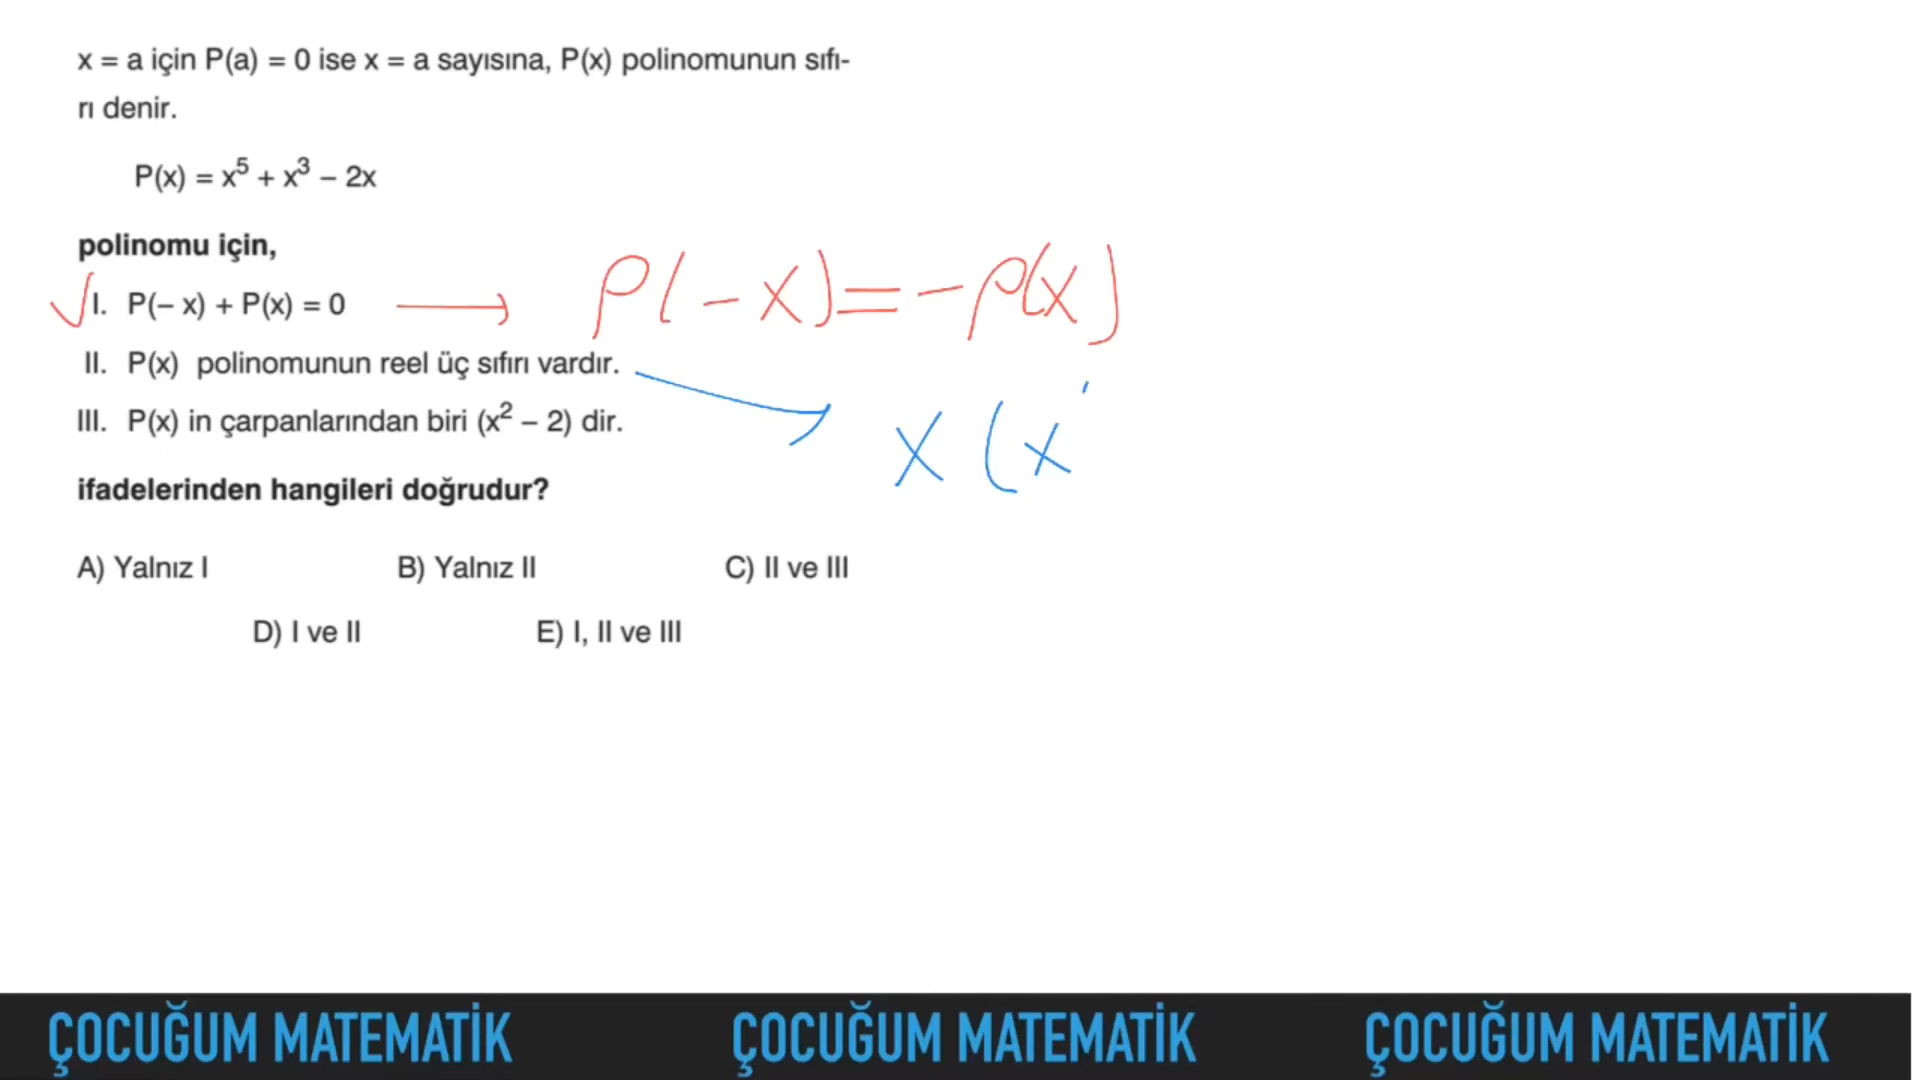 x = a için P(a) = 0 ise x = a sayısına, P(x) polinomunun sıfı-
rı denir.
P(x) = x⁵ + x³ – 2x
polinomu için,
√ I. P(– x) + P(x) = 0 → P(-x) = -P(x)
II. P(x) polinomunun reel üç sıfırı vardır.
x (x
III. P(x) in çarpanlarından biri (x² – 2) dir.
ifadelerinden hangileri doğrudur?
A) Yalnız I B) Yalnız II C) II ve III
D) I ve II E) I, II ve III
ÇOCUĞUM MATEMATİK ÇOCUĞUM MATEMATİK ÇOCUĞUM MATEMATİK